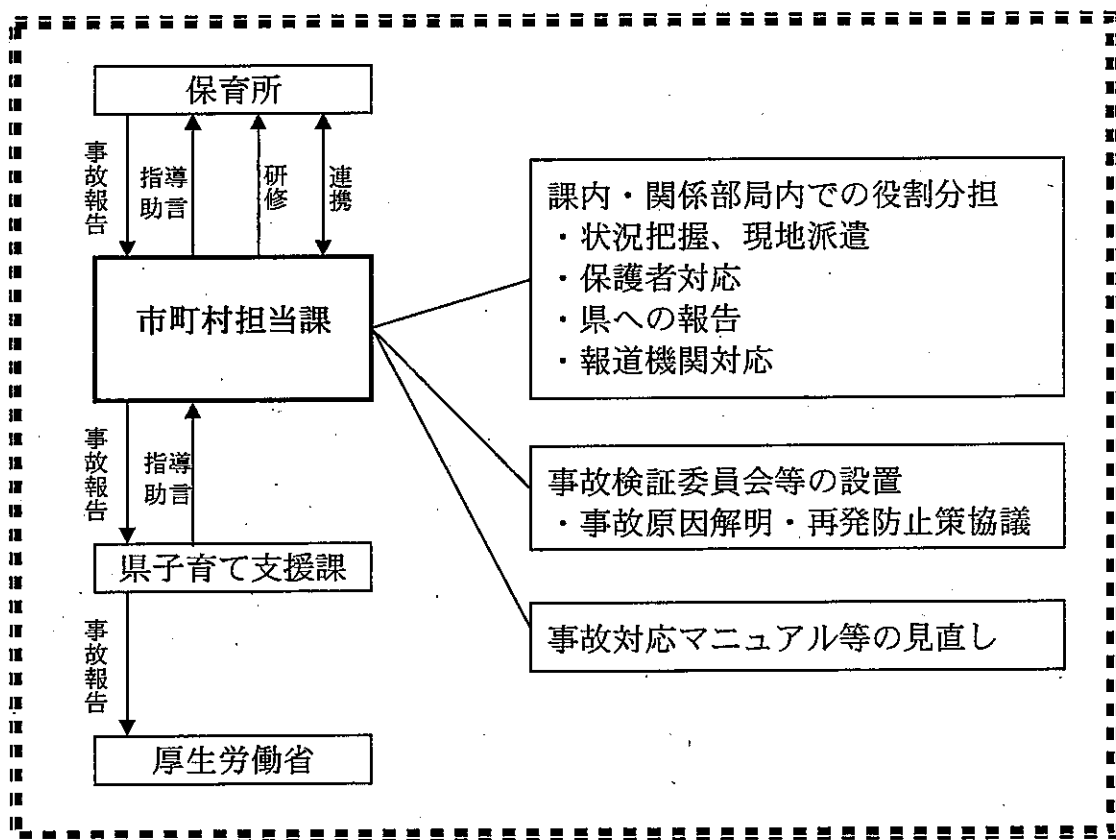 保育所
事故報告
指導
助言
研修
連携
課内・関係部局内での役割分担
・状況把握、現地派遣
・保護者対応
・県への報告
・報道機関対応
市町村担当課
事故報告
指導
助言
事故検証委員会等の設置
・事故原因解明・再発防止策協議
県子育て支援課
事故対応マニュアル等の見直し
事故報告
厚生労働省